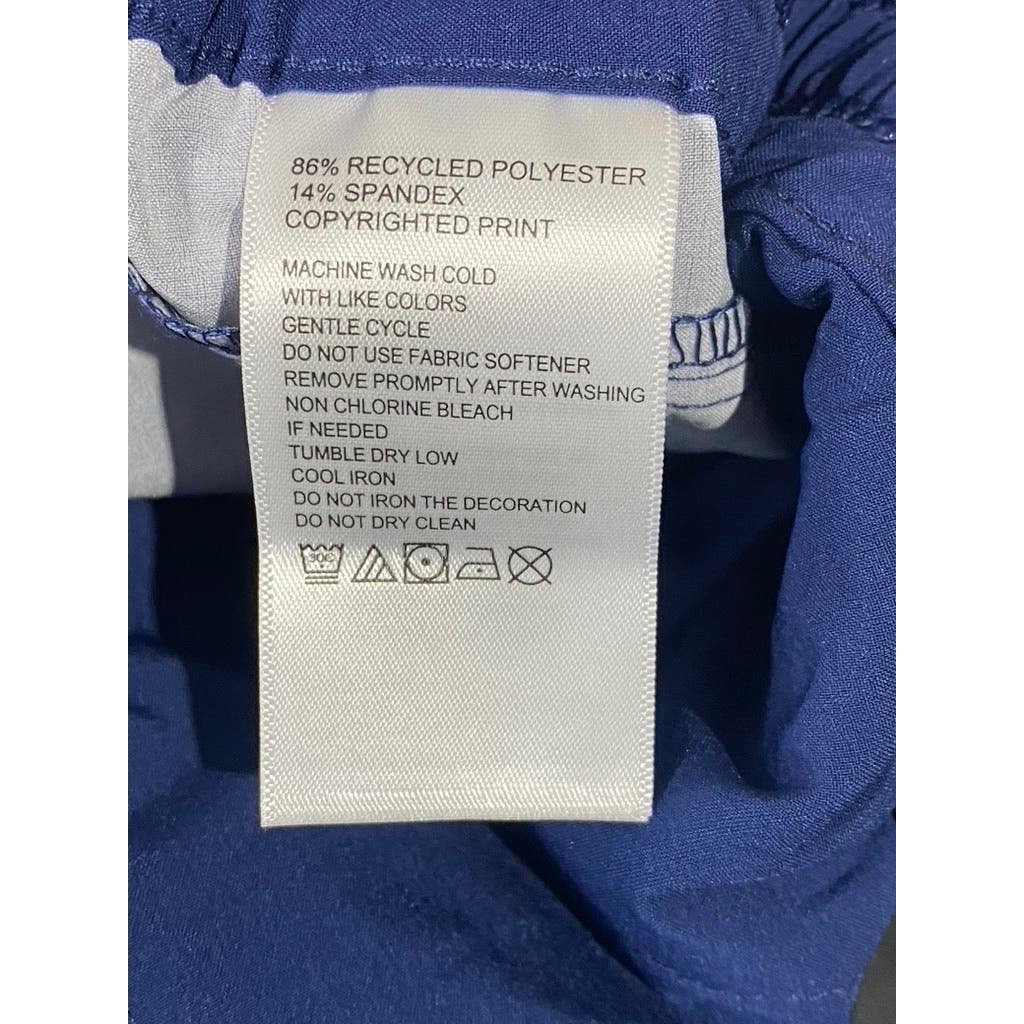 86% RECYCLED POLYESTER
14% SPANDEX
COPYRIGHTED PRINT
MACHINE WASH COLD
WITH LIKE COLORS
GENTLE CYCLE
DO NOT USE FABRIC SOFTENER
REMOVE PROMPTLY AFTER WASHING
NON CHLORINE BLEACH
IF NEEDED
TUMBLE DRY LOW
COOL IRON
DO NOT IRON THE DECORATION
DO NOT DRY CLEAN
30C